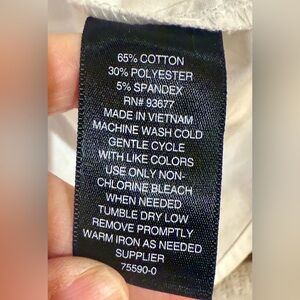 65% COTTON
30% POLYESTER
5% SPANDEX
RN# 93677
MADE IN VIETNAM
MACHINE WASH COLD
GENTLE CYCLE
WITH LIKE COLORS
USE ONLY NON-
CHLORINE BLEACH
WHEN NEEDED
TUMBLE DRY LOW
REMOVE PROMPTLY
WARM IRON AS NEEDED
SUPPLIER
75590-0